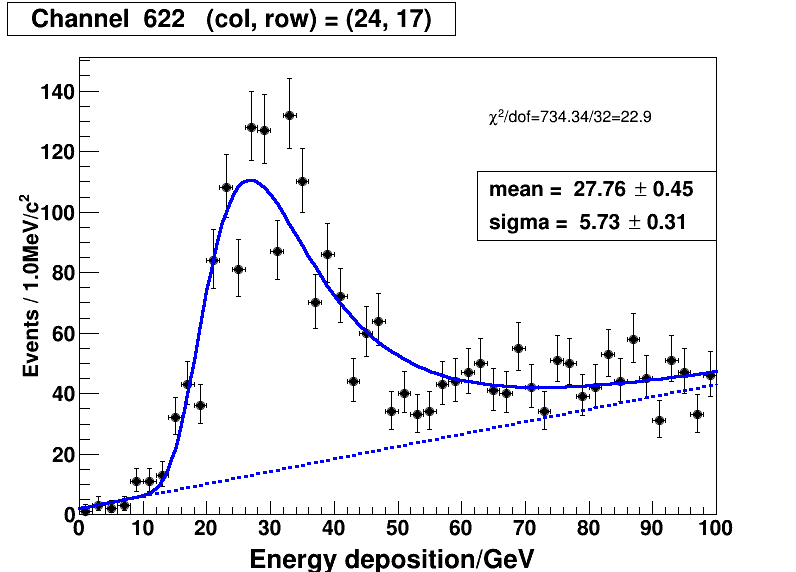 Channel 622 (col, row) = (24, 17)
χ²/dof=734.34/32=22.9
mean = 27.76 ± 0.45
sigma = 5.73 ± 0.31
Events / 1.0MeV/c²
140
120
100
80
60
40
20
0
0 10 20 30 40 50 60 70 80 90 100
Energy deposition/GeV